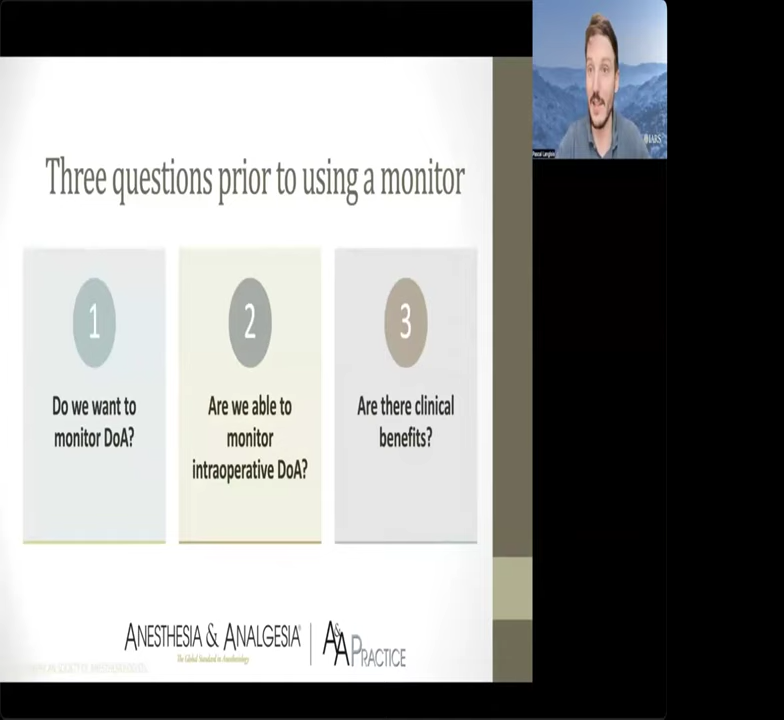 Three questions prior to using a monitor
1
Do we want to
monitor DoA?
2
Are we able to
monitor
intraoperative DoA?
3
Are there clinical
benefits?
ANESTHESIA & ANALGESIA
The Global Standard in Anesthesiology
A&A PRACTICE
IARS